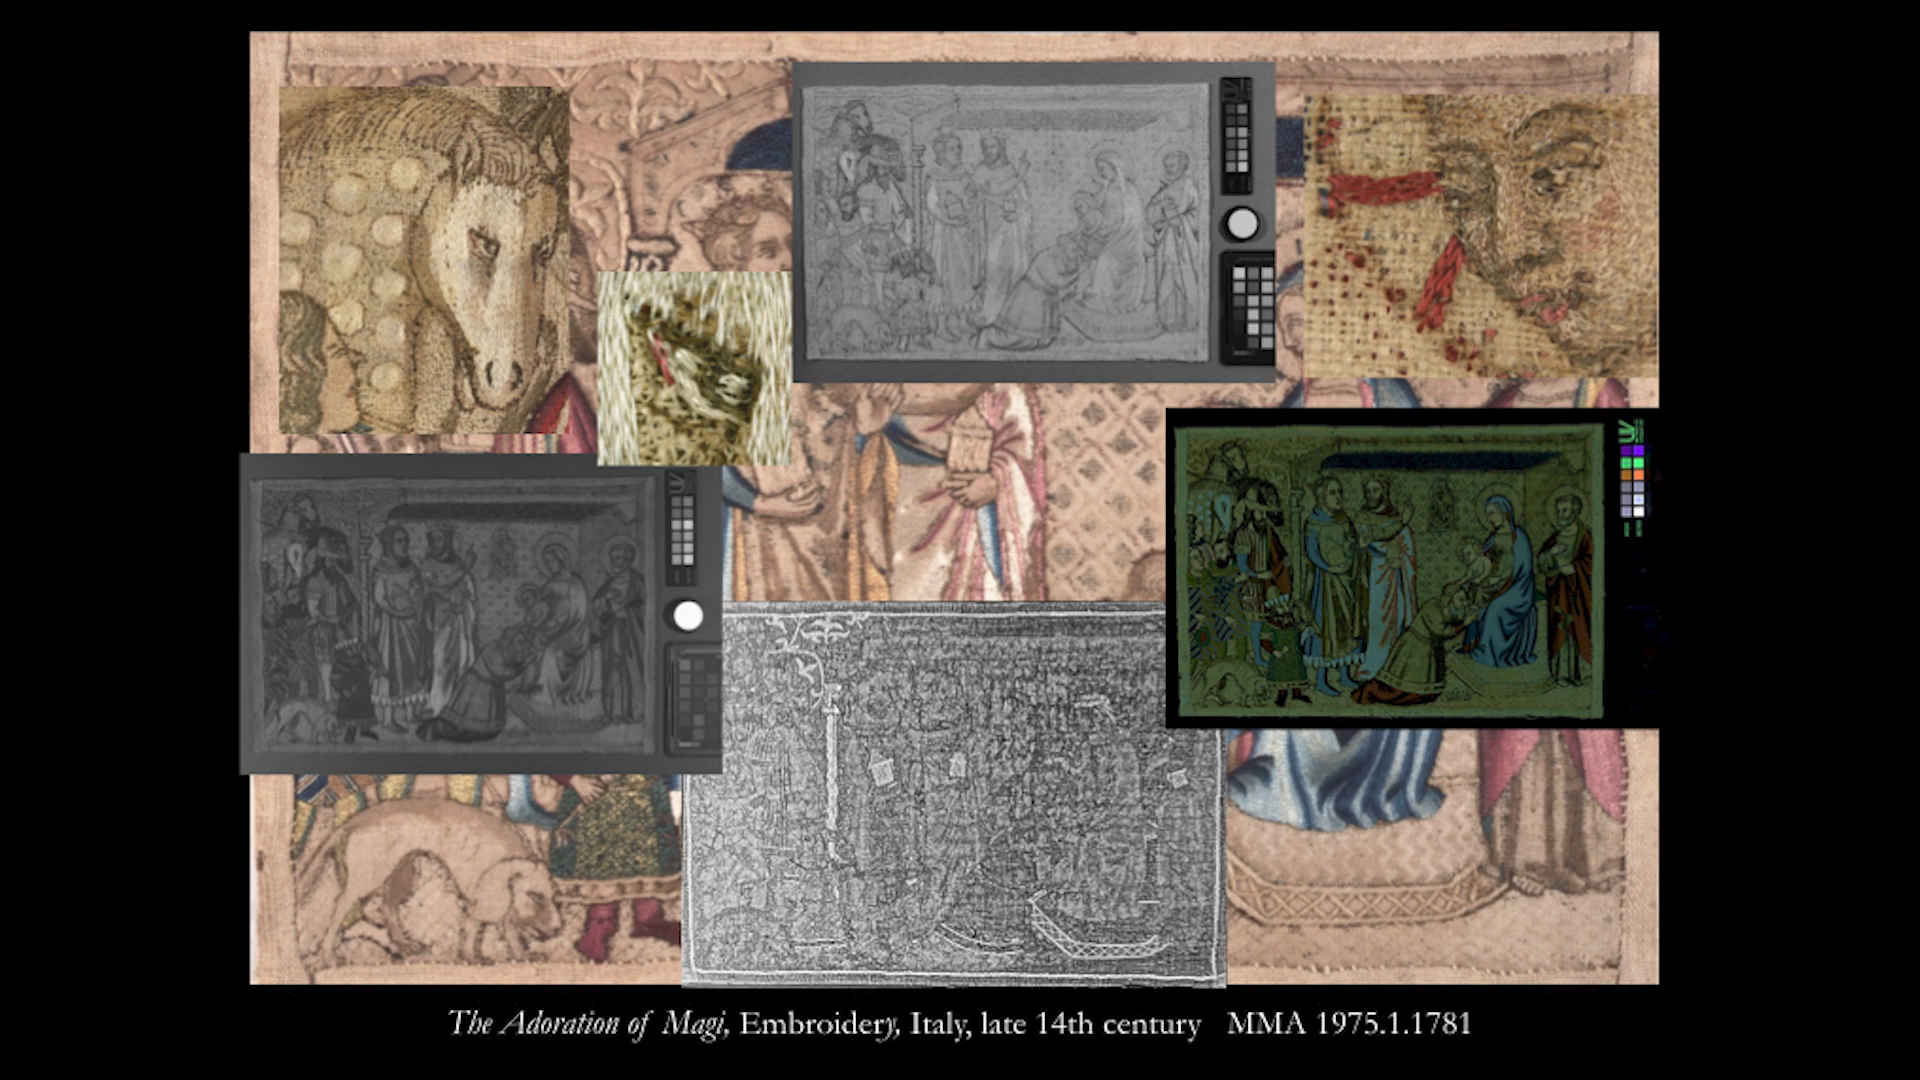 The Adoration of Magi, Embroidery, Italy, late 14th century MMA 1975.1.1781